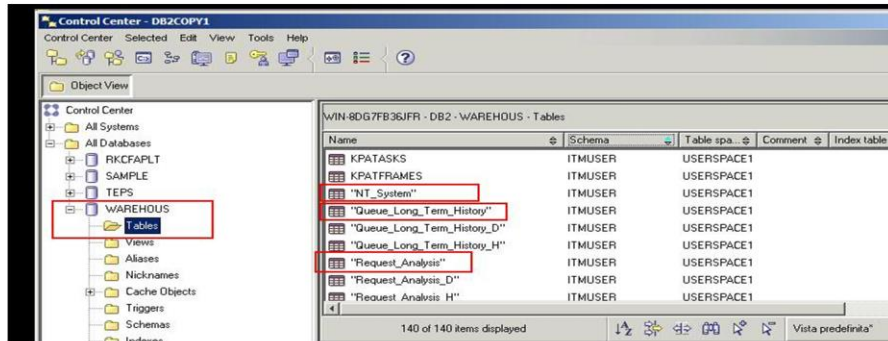 Control Center - DB2COPY1
Control Center Selected Edit View Tools Help
Object View
Control Center
All Systems
All Databases
RKCFAPLT
SAMPLE
TEPS
WAREHOUS
Tables
Views
Aliases
Nicknames
Cache Objects
Triggers
Schemas
Indexes
WIN-8DG7FB36JFR - DB2 - WAREHOUS - Tables
Name Schema Table spa... Comment Index table
KPATASKS ITMUSER USERSPACE1
KPATFRAMES ITMUSER USERSPACE1
"NT_System" ITMUSER USERSPACE1
"Queue_Long_Term_History" ITMUSER USERSPACE1
"Queue_Long_Term_History_D" ITMUSER USERSPACE1
"Queue_Long_Term_History_H" ITMUSER USERSPACE1
"Request_Analysis" ITMUSER USERSPACE1
"Request_Analysis_D" ITMUSER USERSPACE1
"Request_Analysis_H" ITMUSER USERSPACE1
140 of 140 items displayed Vista predefinita*